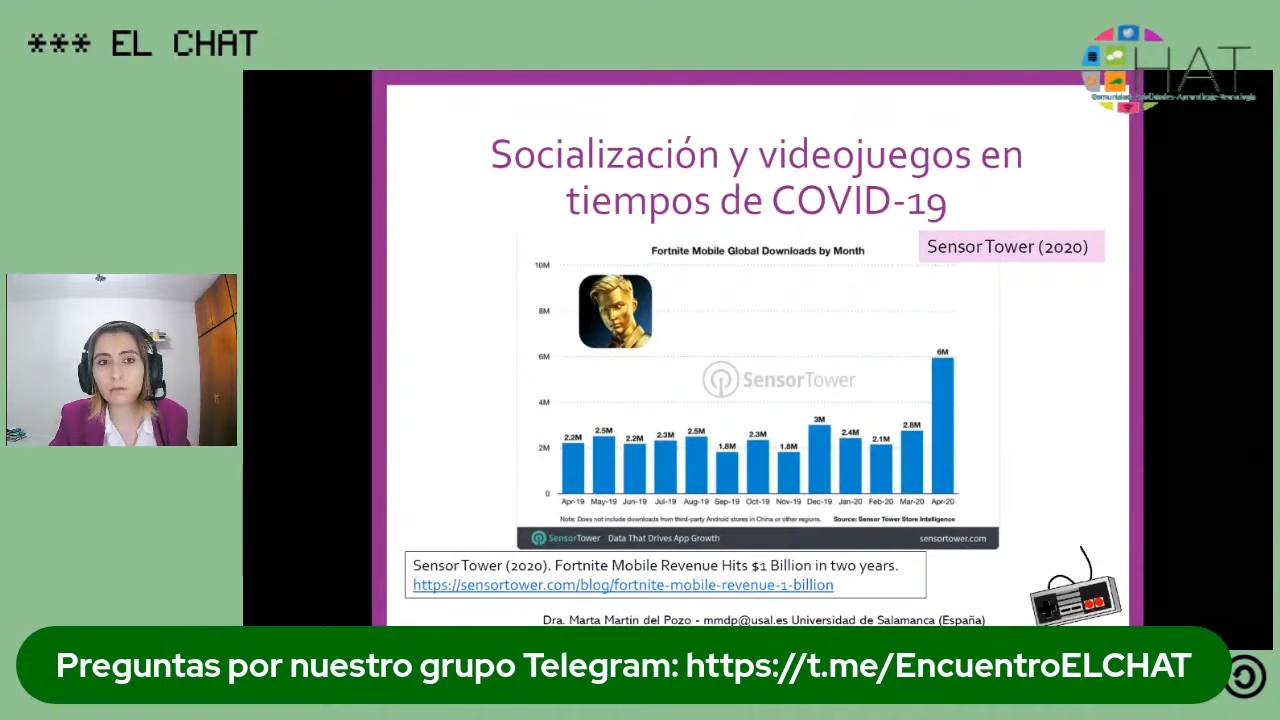 *** EL CHAT
HAT
Socialización y videojuegos en
tiempos de COVID-19
Sensor Tower (2020)
Fortnite Mobile Global Downloads by Month
10M
8M
6M
4M
2M
0
SensorTower
2.2M
2.5M
2.2M
2.3M
2.5M
1.8M
2.3M
1.8M
3M
2.4M
2.1M
2.8M
6M
Apr-19 May-19 Jun-19 Jul-19 Aug-19 Sep-19 Oct-19 Nov-19 Dec-19 Jan-20 Feb-20 Mar-20 Apr-20
Note: Does not include downloads from third-party Android stores in China or other regions. Source: Sensor Tower Store Intelligence
SensorTower Data That Drives App Growth sensortower.com
Sensor Tower (2020). Fortnite Mobile Revenue Hits $1 Billion in two years.
https://sensortower.com/blog/fortnite-mobile-revenue-1-billion
Dra. Marta Martín del Pozo - mmdp@usal.es Universidad de Salamanca (España)
Preguntas por nuestro grupo Telegram: https://t.me/EncuentroELCHAT